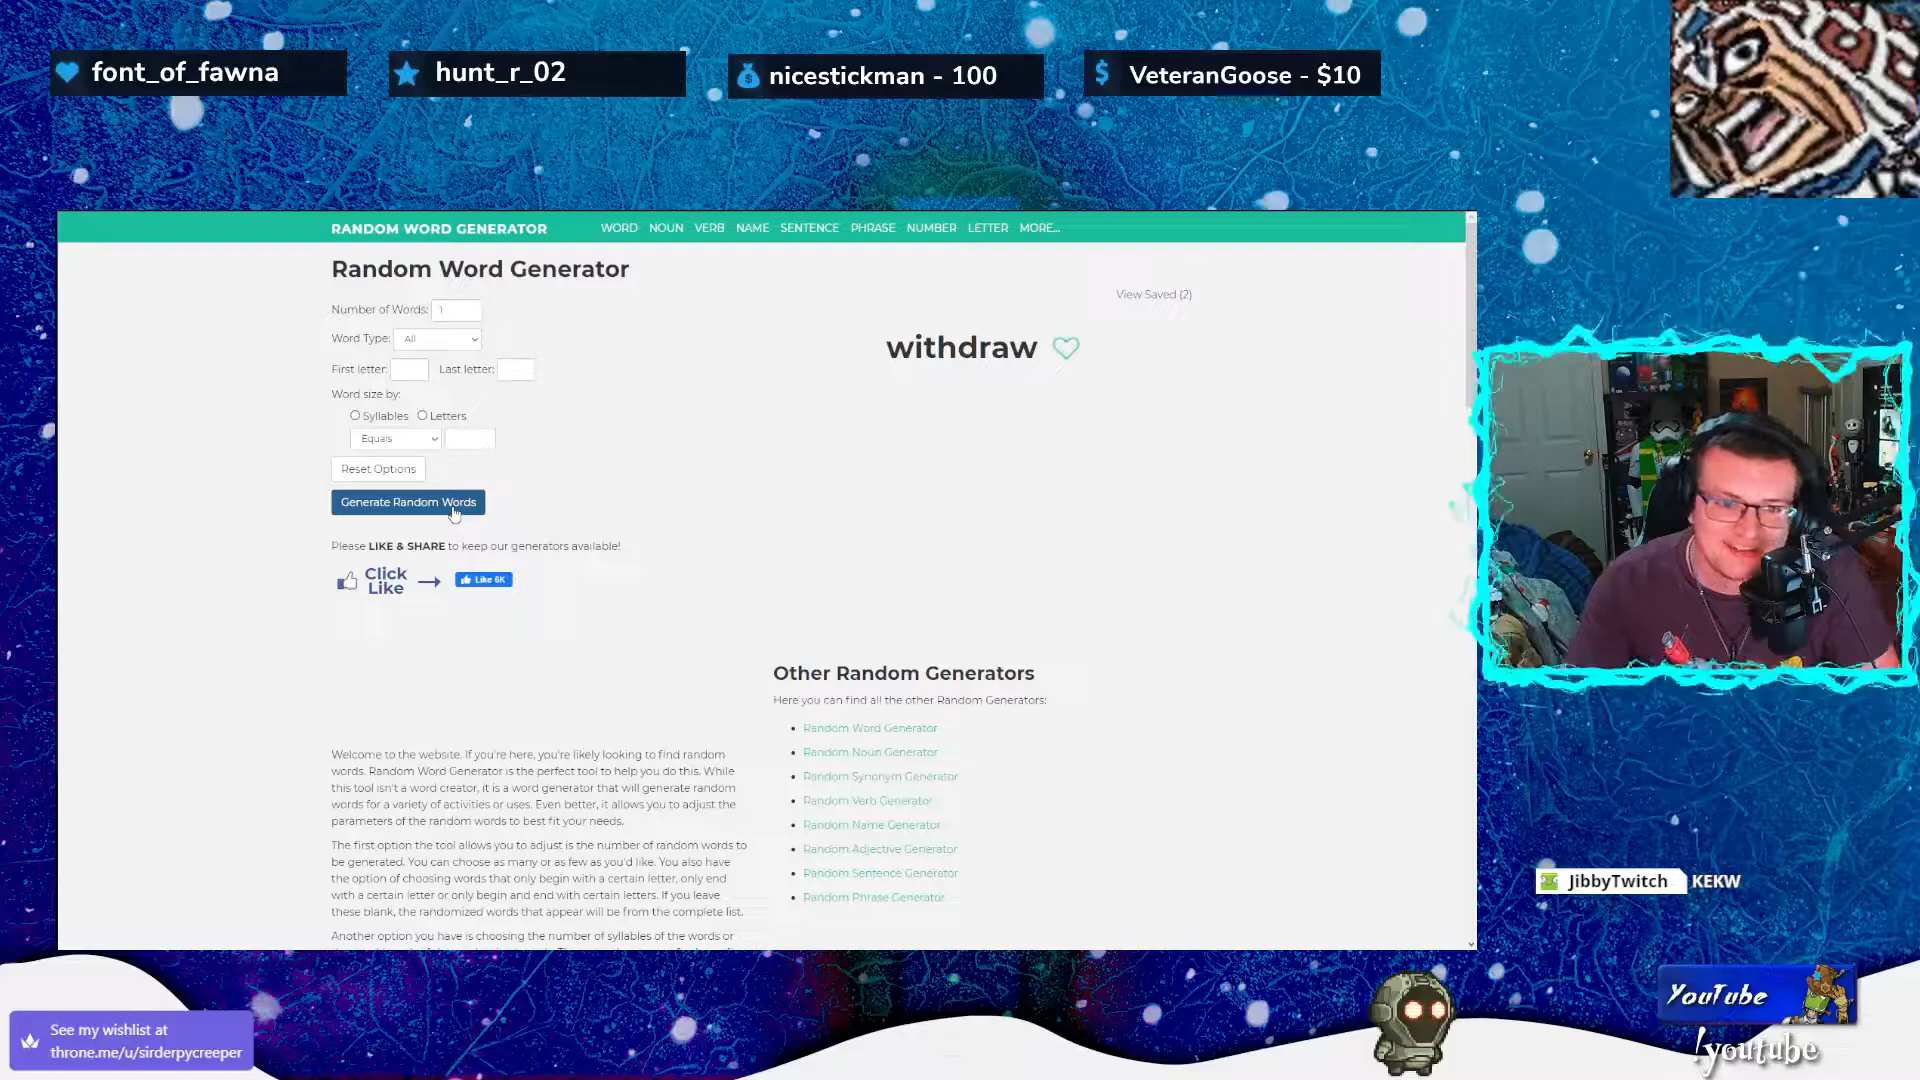 font_of_fawna
hunt_r_02
nicestickman - 100
VeteranGoose - $10
RANDOM WORD GENERATOR WORD NOUN VERB NAME SENTENCE PHRASE NUMBER LETTER MORE...
Random Word Generator
View Saved (2)
Number of Words: 1
Word Type: All
withdraw
First letter: Last letter:
Word size by:
Syllables Letters
Equals
Reset Options
Generate Random Words
Please LIKE & SHARE to keep our generators available!
Click
Like
Like 6K
Other Random Generators
Here you can find all the other Random Generators:
Random Word Generator
Random Noun Generator
Random Synonym Generator
Random Verb Generator
Random Name Generator
Random Adjective Generator
Random Sentence Generator
Random Phrase Generator
Welcome to the website. If you're here, you're likely looking to find random
words. Random Word Generator is the perfect tool to help you do this. While
this tool isn't a word creator, it is a word generator that will generate random
words for a variety of activities or uses. Even better, it allows you to adjust the
parameters of the random words to best fit your needs.
The first option the tool allows you to adjust is the number of random words to
be generated. You can choose as many or as few as you'd like. You also have
the option of choosing words that only begin with a certain letter, only end
with a certain letter or only begin and end with certain letters. If you leave
these blank, the randomized words that appear will be from the complete list.
Another option you have is choosing the number of syllables of the words or
JibbyTwitch KEKW
YouTube
!youtube
See my wishlist at
throne.me/u/sirderpycreeper